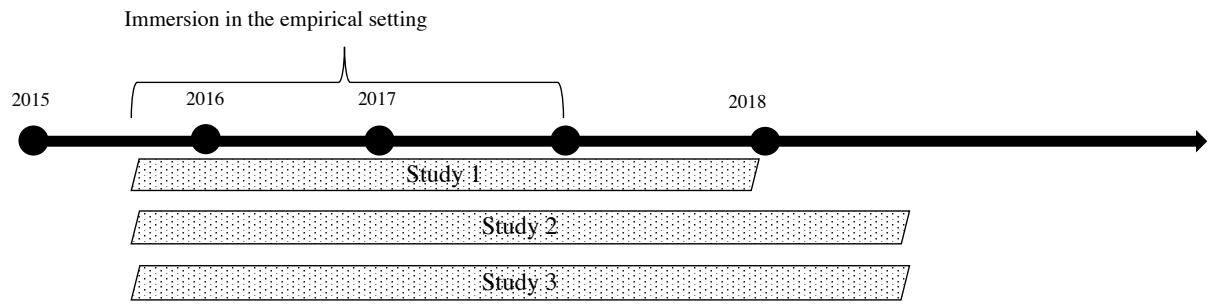 Immersion in the empirical setting
2015
2016
2017
2018
Study 1
Study 2
Study 3